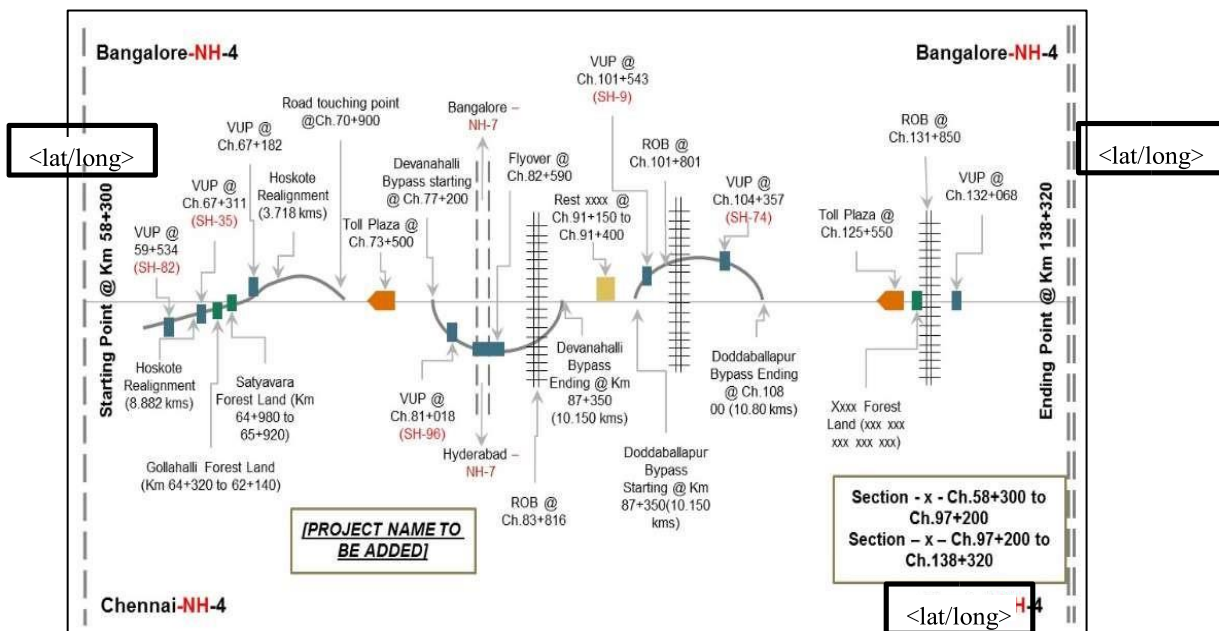 Bangalore-NH-4
Bangalore-NH-4
<lat/long>
<lat/long>
Starting Point @ Km 58+300
VUP @
59+534
(SH-82)
VUP @
Ch.67+311
(SH-35)
VUP @
Ch.67+182
Hoskote
Realignment
(3.718 kms)
Road touching point
@Ch.70+900
Toll Plaza @
Ch.73+500
Devanahalli
Bypass starting
@ Ch.77+200
Bangalore –
NH-7
Flyover @
Ch.82+590
Rest xxxx @
Ch.91+150 to
Ch.91+400
VUP @
Ch.101+543
(SH-9)
ROB @
Ch.101+801
VUP @
Ch.104+357
(SH-74)
Toll Plaza @
Ch.125+550
ROB @
Ch.131+850
VUP @
Ch.132+068
Ending Point @ Km 138+320
Hoskote
Realignment
(8.882 kms)
Satyavara
Forest Land (Km
64+980 to
65+920)
Gollahalli Forest Land
(Km 64+320 to 62+140)
VUP @
Ch.81+018
(SH-96)
Hyderabad –
NH-7
ROB @
Ch.83+816
Devanahalli
Bypass
Ending @ Km
87+350
(10.150 kms)
Doddaballapur
Bypass
Starting @ Km
87+350(10.150
kms)
Doddaballapur
Bypass Ending
@ Ch.108
00 (10.80 kms)
Xxxx Forest
Land (xxx xxx
xxx xxx xxx)
[PROJECT NAME TO
BE ADDED]
Section - x - Ch.58+300 to
Ch.97+200
Section – x – Ch.97+200 to
Ch.138+320
Chennai-NH-4
<lat/long>
H-4